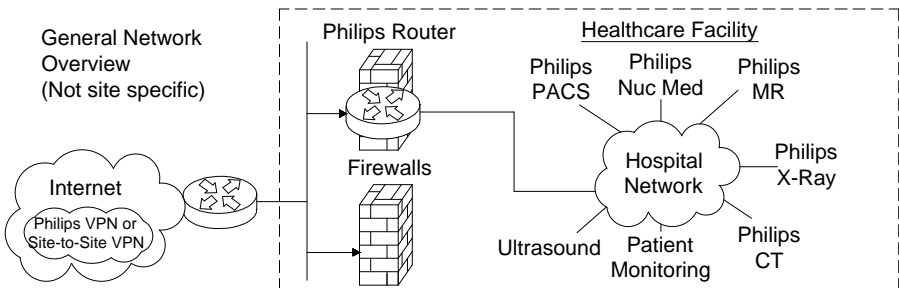 General Network
Overview
(Not site specific)
Philips Router
Healthcare Facility
Philips
PACS
Philips
Nuc Med
Philips
MR
Firewalls
Internet
Philips VPN or
Site-to-Site VPN
Hospital
Network
Philips
X-Ray
Ultrasound
Patient
Monitoring
Philips
CT